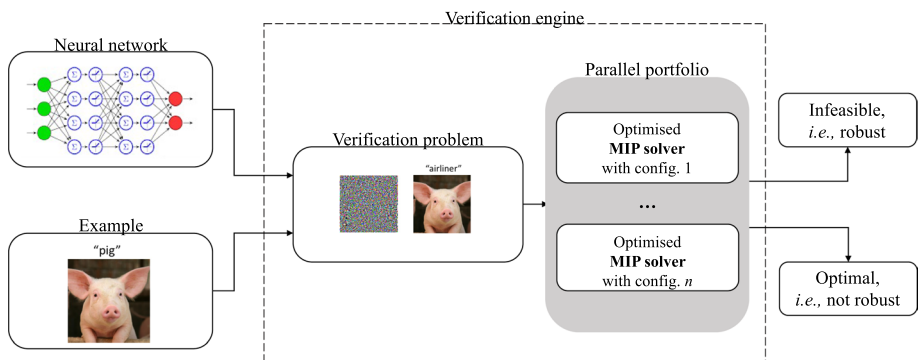 Verification engine
Neural network
Σ Σ
Σ Σ
Σ Σ
Σ Σ
Example
“pig”
Verification problem
“airliner”
Parallel portfolio
Optimised
MIP solver
with config. 1
...
Optimised
MIP solver
with config. n
Infeasible,
i.e., robust
Optimal,
i.e., not robust